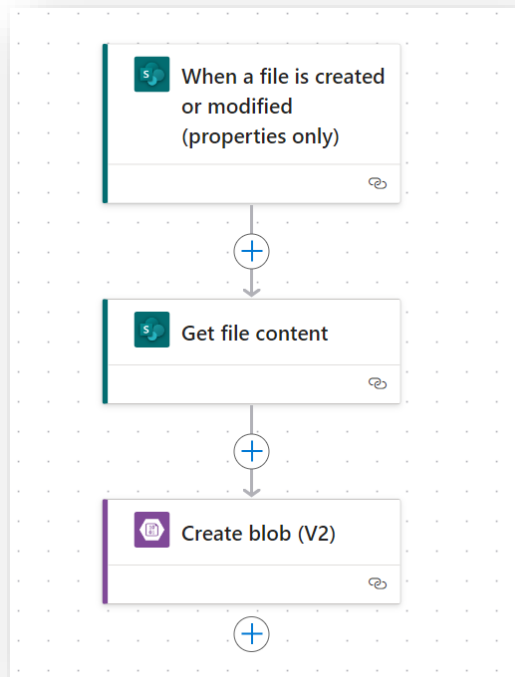 When a file is created
or modified
(properties only)
Get file content
Create blob (V2)